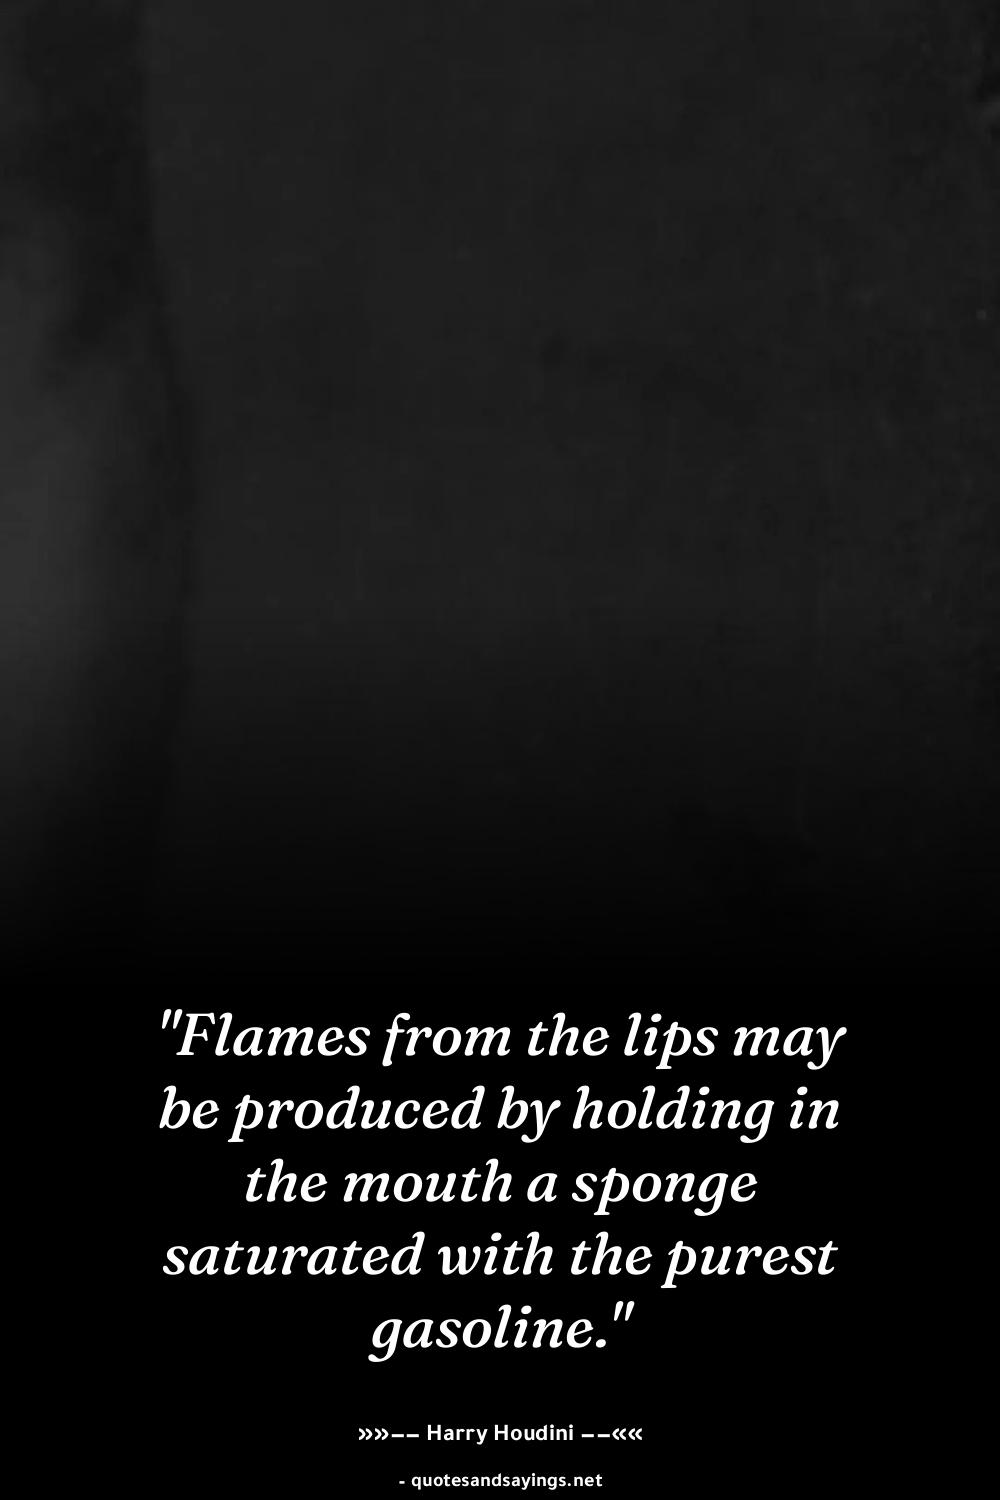 "Flames from the lips may
be produced by holding in
the mouth a sponge
saturated with the purest
gasoline."
»»−− Harry Houdini −−««
- quotesandsayings.net